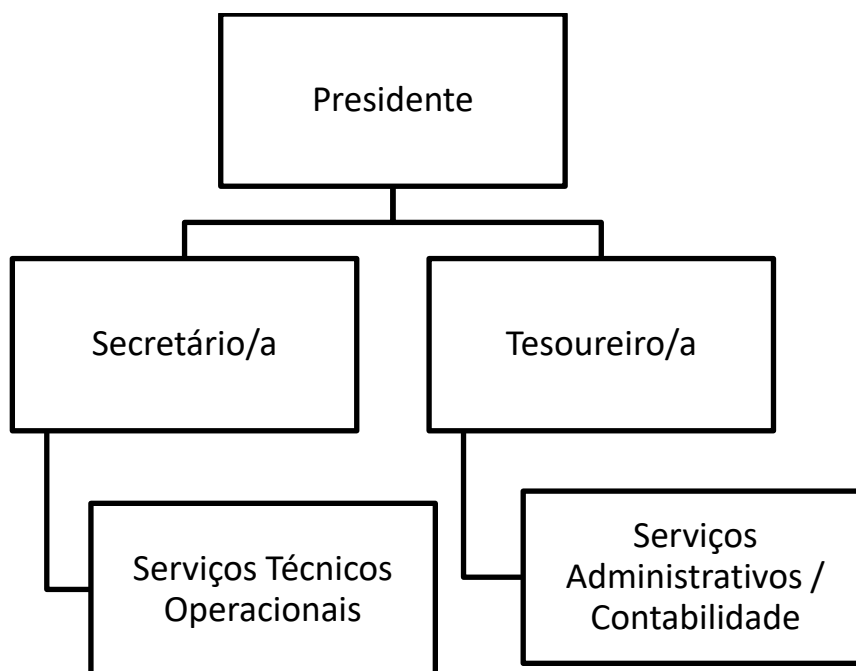 Presidente
Secretário/a
Tesoureiro/a
Serviços Técnicos
Operacionais
Serviços
Administrativos /
Contabilidade